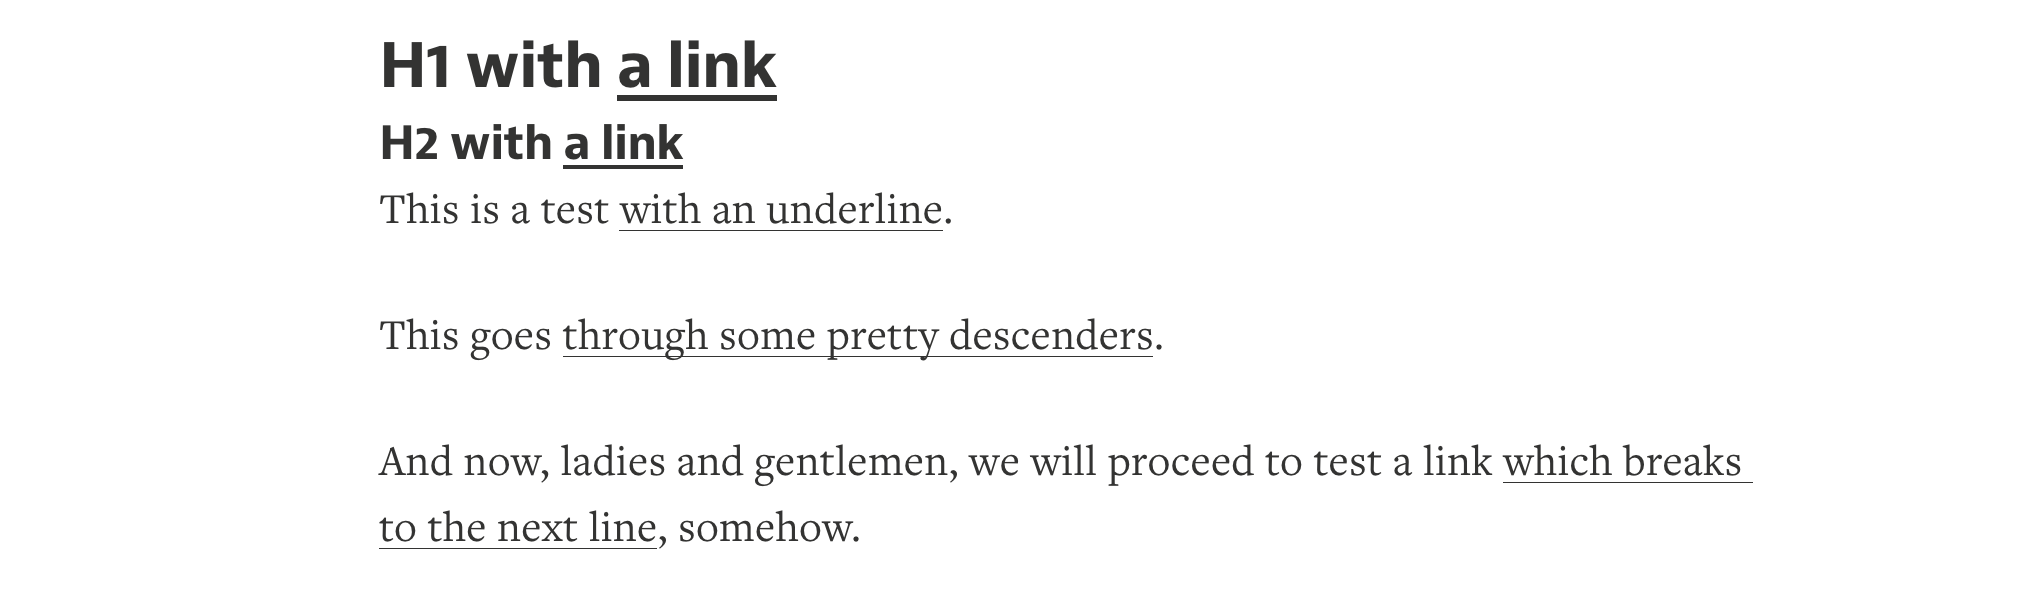 H1 with a link
H2 with a link
This is a test with an underline.
This goes through some pretty descenders.
And now, ladies and gentlemen, we will proceed to test a link which breaks
to the next line, somehow.